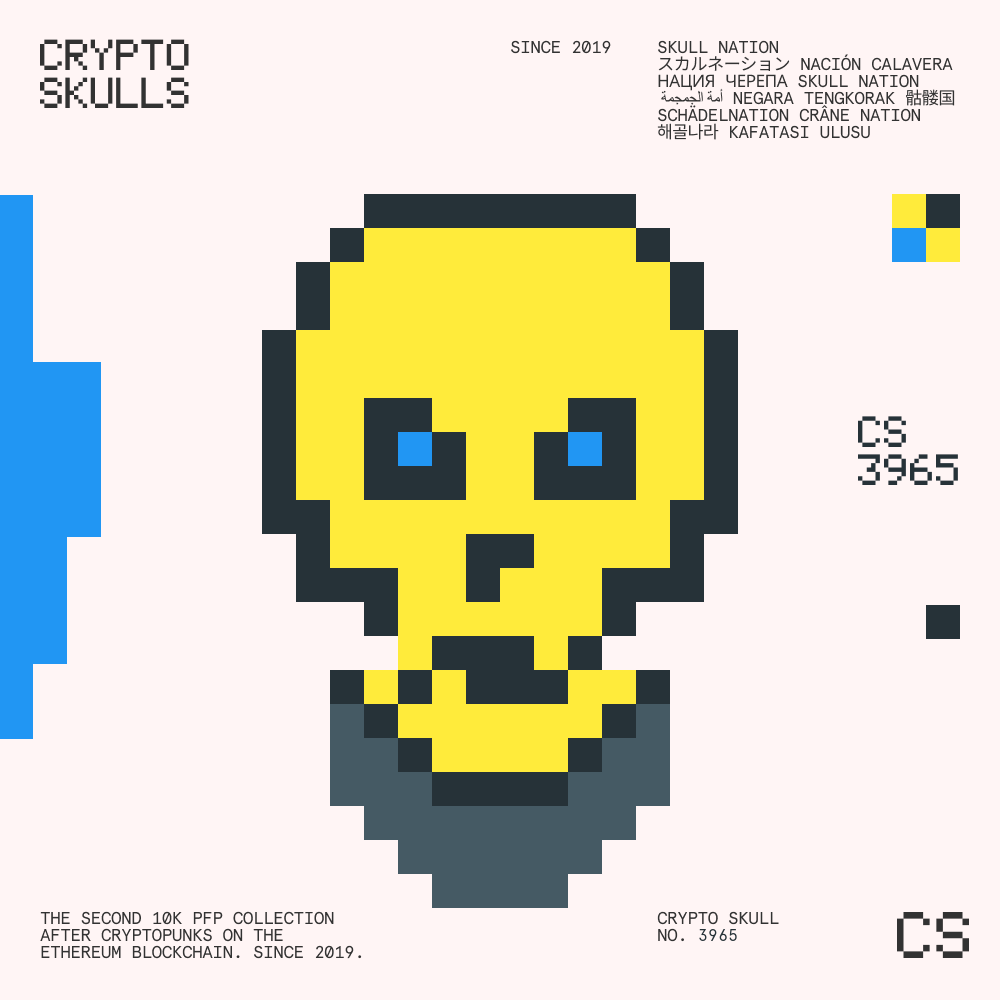 CRYPTO
SKULLS
SINCE 2019
SKULL NATION
スカルネーション NACIÓN CALAVERA
НАЦИЯ ЧЕРЕПА SKULL NATION
أمة الجمجمة NEGARA TENGKORAK 骷髅国
SCHÄDELNATION CRÂNE NATION
해골나라 KAFATASI ULUSU
CS
3965
THE SECOND 10K PFP COLLECTION
AFTER CRYPTOPUNKS ON THE
ETHEREUM BLOCKCHAIN. SINCE 2019.
CRYPTO SKULL
NO. 3965
CS